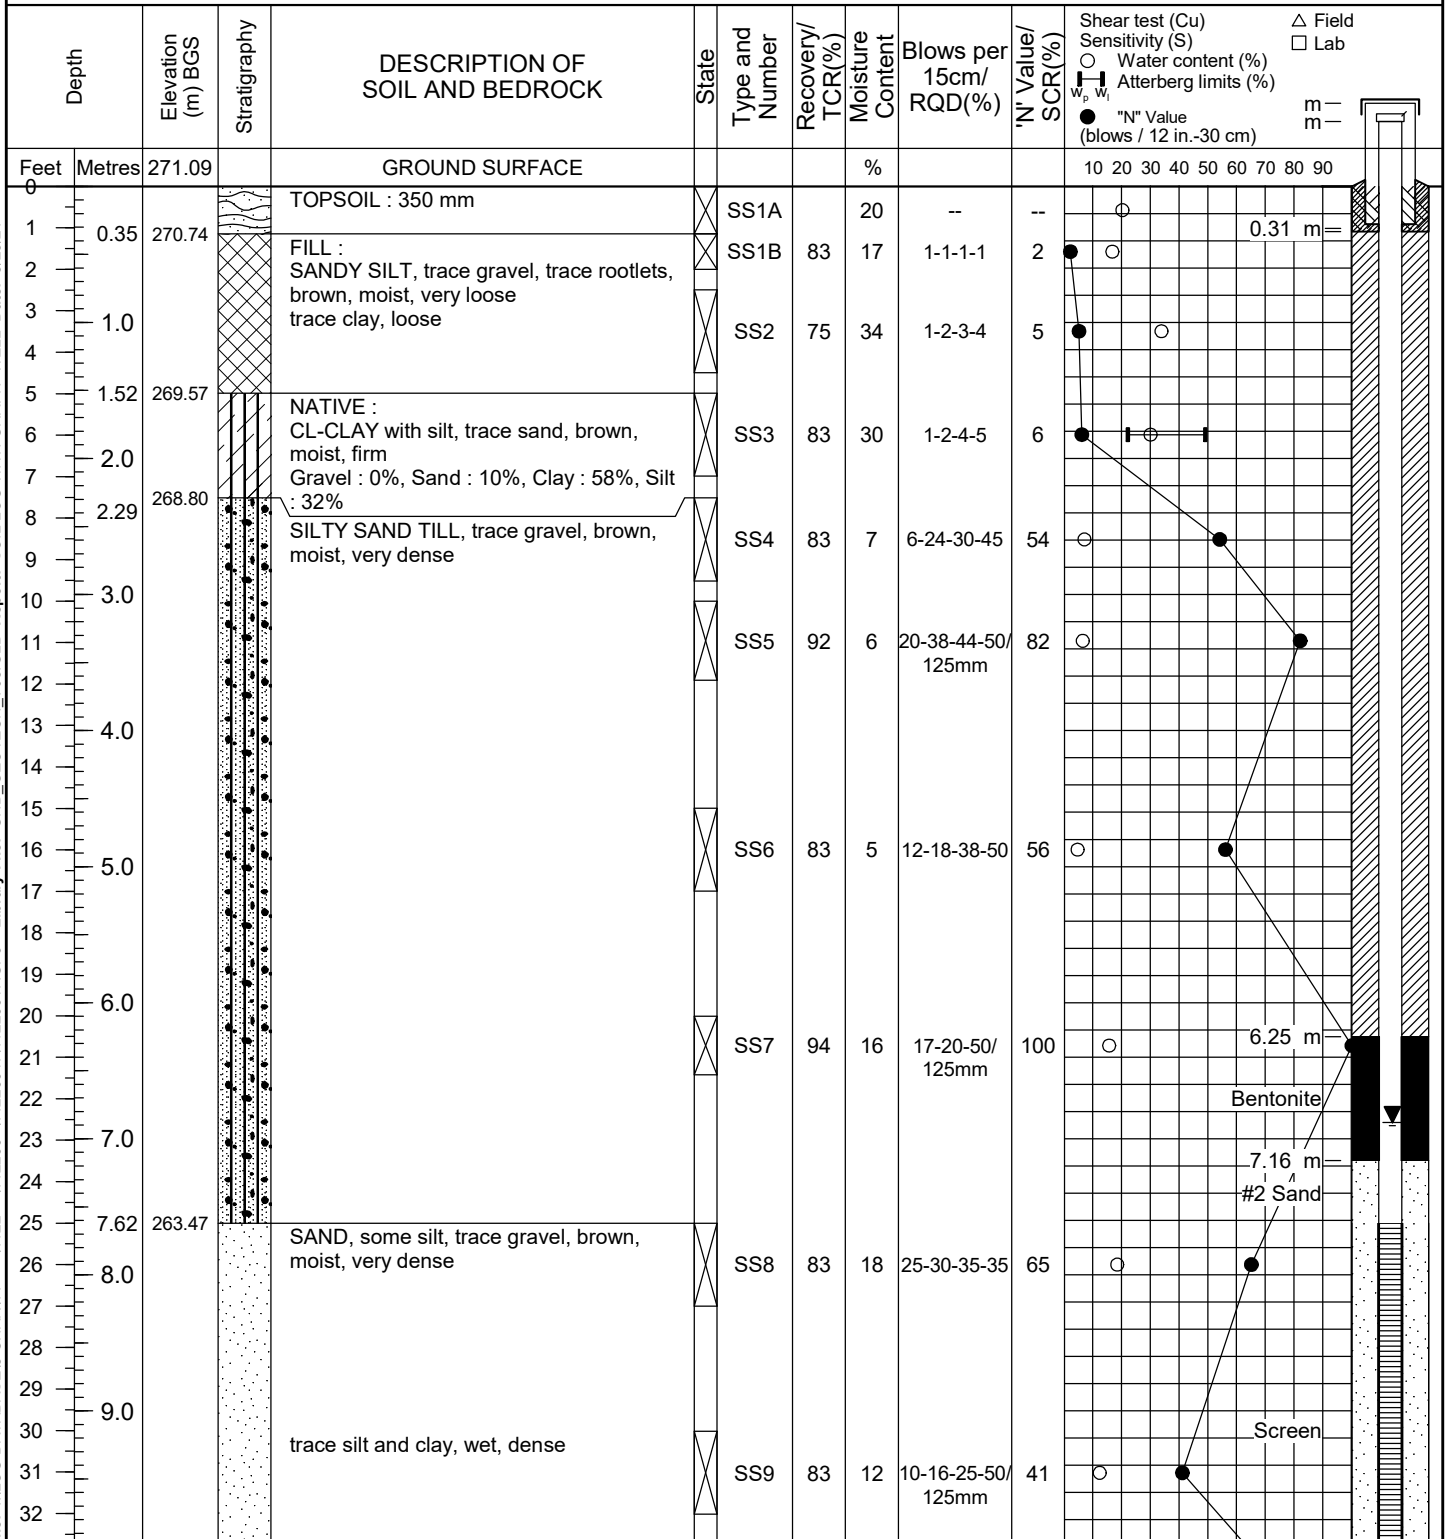 Depth
Elevation
(m) BGS
Stratigraphy
DESCRIPTION OF
SOIL AND BEDROCK
State
Type and
Number
Recovery/
TCR(%)
Moisture
Content
Blows per
15cm/
RQD(%)
'N' Value/
SCR(%)
Shear test (Cu)
Sensitivity (S)
△ Field
□ Lab
○ Water content (%)
Wp Wl Atterberg limits (%)
● "N" Value
(blows / 12 in.-30 cm)
m
m
Feet Metres 271.09 GROUND SURFACE % 10 20 30 40 50 60 70 80 90
0
TOPSOIL : 350 mm
SS1A 20 -- --
1
0.35 270.74
0.31 m
FILL :
SANDY SILT, trace gravel, trace rootlets,
brown, moist, very loose
trace clay, loose
SS1B 83 17 1-1-1-1 2
2
3
1.0
SS2 75 34 1-2-3-4 5
4
5
1.52 269.57
NATIVE :
CL-CLAY with silt, trace sand, brown,
moist, firm
Gravel : 0%, Sand : 10%, Clay : 58%, Silt
: 32%
6
SS3 83 30 1-2-4-5 6
2.0
7
268.80
2.29
8
SILTY SAND TILL, trace gravel, brown,
moist, very dense
SS4 83 7 6-24-30-45 54
9
3.0
10
11
SS5 92 6 20-38-44-50/
125mm
82
12
13
4.0
14
15
16
SS6 83 5 12-18-38-50 56
5.0
17
18
19
6.0
20
6.25 m
21
SS7 94 16 17-20-50/
125mm
100
22
Bentonite
23
7.0
7.16 m
24
#2 Sand
25
7.62 263.47
SAND, some silt, trace gravel, brown,
moist, very dense
26
SS8 83 18 25-30-35-35 65
8.0
27
28
29
9.0
30
Screen
trace silt and clay, wet, dense
31
SS9 83 12 10-16-25-50/
125mm
41
32